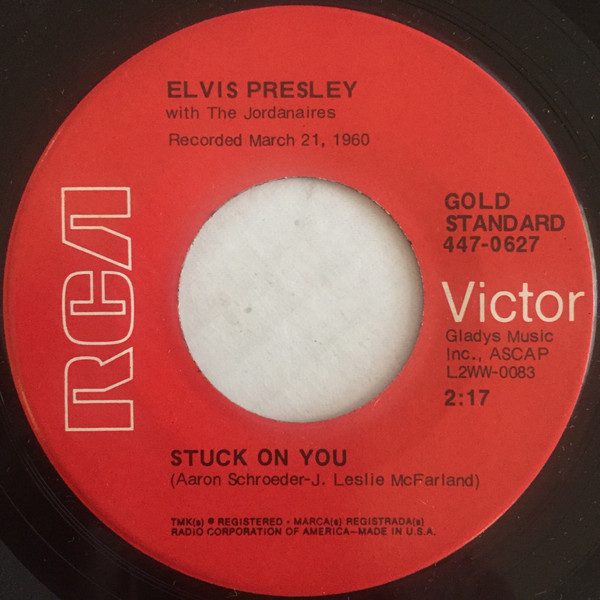 ELVIS PRESLEY
with The Jordanaires
Recorded March 21, 1960
RCA
GOLD
STANDARD
447-0627
Victor
Gladys Music
Inc., ASCAP
L2WW-0083
2:17
STUCK ON YOU
(Aaron Schroeder-J. Leslie McFarland)
TMK(s) ® REGISTERED • MARCA(s) REGISTRADA(s)
RADIO CORPORATION OF AMERICA—MADE IN U.S.A.